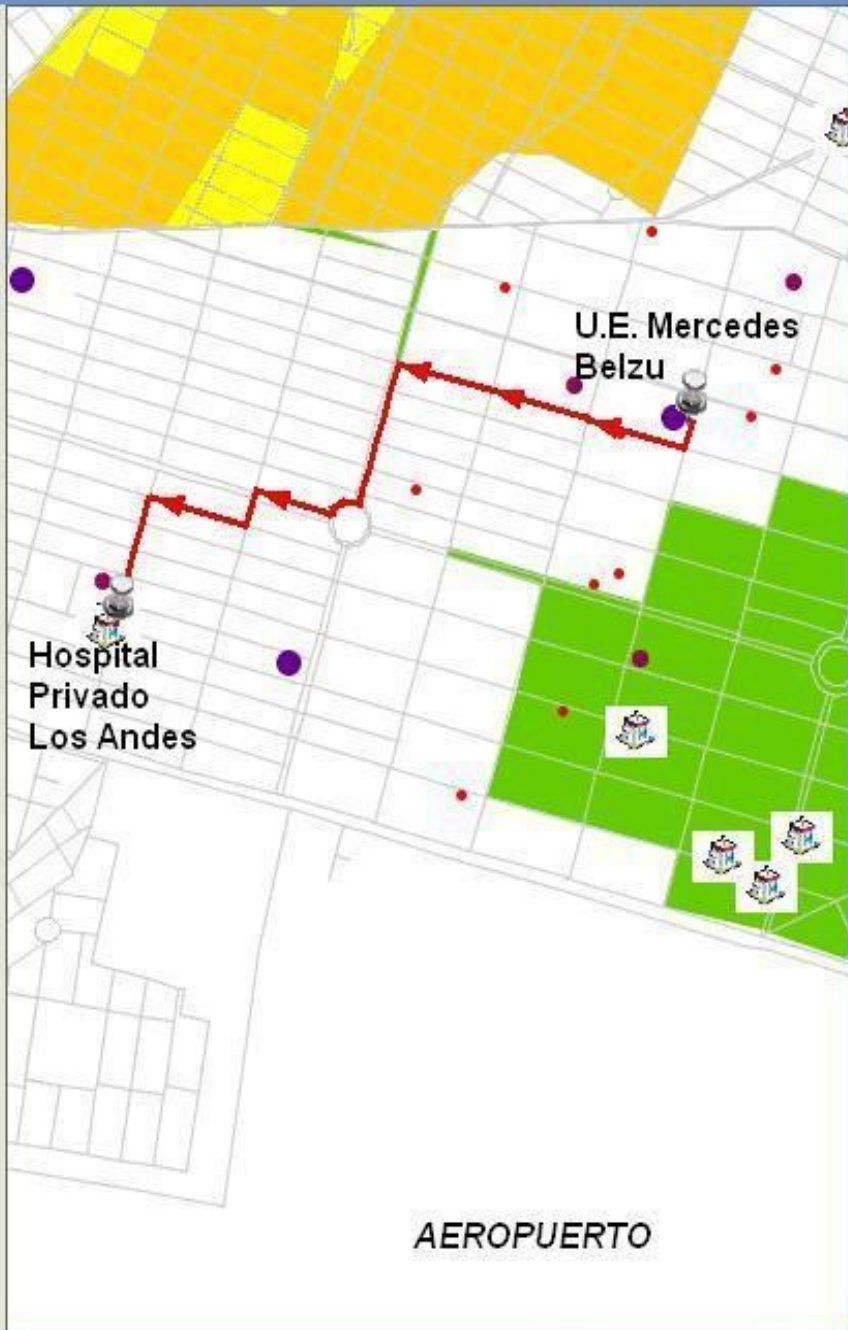 U.E. Mercedes
Belzu
Hospital
Privado
Los Andes
AEROPUERTO